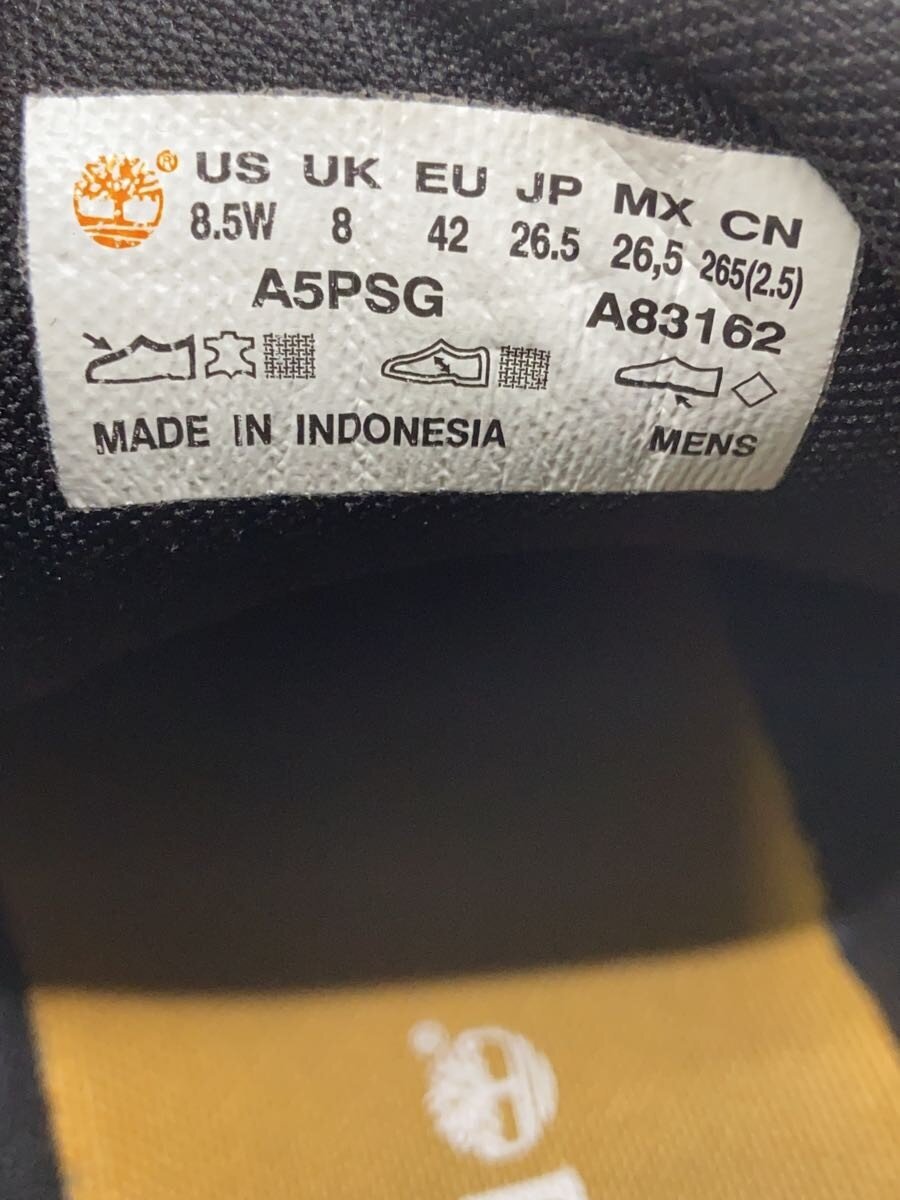 ® US UK EU JP MX CN
8.5W 8 42 26.5 26,5 265(2.5)
A5PSG A83162
MADE IN INDONESIA MENS